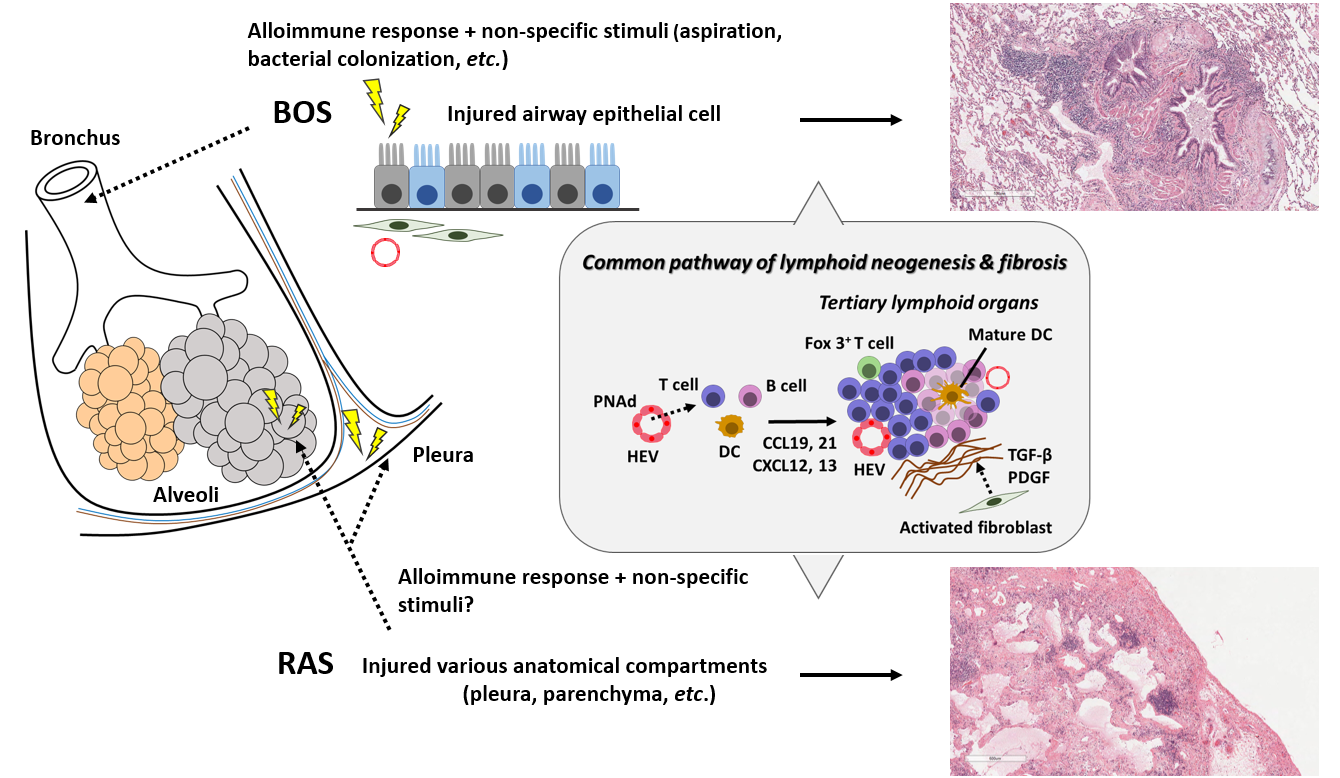 Alloimmune response + non-specific stimuli (aspiration,
bacterial colonization, etc.)
BOS
Injured airway epithelial cell
Bronchus
Common pathway of lymphoid neogenesis & fibrosis
Tertiary lymphoid organs
Mature DC
Fox 3+ T cell
T cell
B cell
PNAd
HEV
DC
CCL19, 21
CXCL12, 13
HEV
TGF-β
PDGF
Activated fibroblast
Pleura
Alveoli
Alloimmune response + non-specific
stimuli?
RAS
Injured various anatomical compartments
(pleura, parenchyma, etc.)